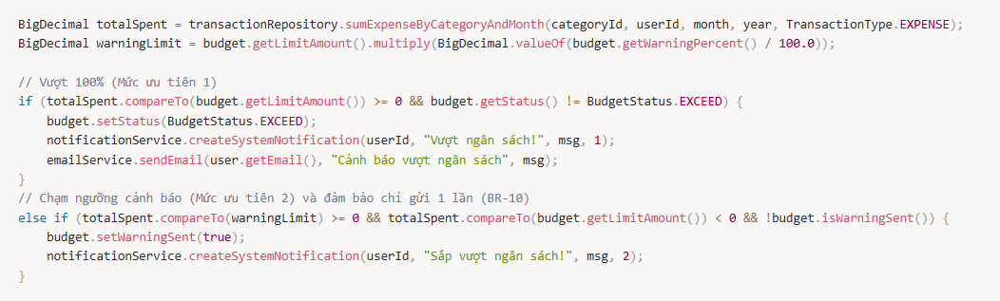 BigDecimal totalSpent = transactionRepository.sumExpenseByCategoryAndMonth(categoryId, userId, month, year, TransactionType.EXPENSE);
BigDecimal warningLimit = budget.getLimitAmount().multiply(BigDecimal.valueOf(budget.getWarningPercent() / 100.0));

// Vượt 100% (Mức ưu tiên 1)
if (totalSpent.compareTo(budget.getLimitAmount()) >= 0 && budget.getStatus() != BudgetStatus.EXCEED) {
    budget.setStatus(BudgetStatus.EXCEED);
    notificationService.createSystemNotification(userId, "Vượt ngân sách!", msg, 1);
    emailService.sendEmail(user.getEmail(), "Cảnh báo vượt ngân sách", msg);
}
// Chạm ngưỡng cảnh báo (Mức ưu tiên 2) và đảm bảo chỉ gửi 1 lần (BR-10)
else if (totalSpent.compareTo(warningLimit) >= 0 && totalSpent.compareTo(budget.getLimitAmount()) < 0 && !budget.isWarningSent()) {
    budget.setWarningSent(true);
    notificationService.createSystemNotification(userId, "Sắp vượt ngân sách!", msg, 2);
}